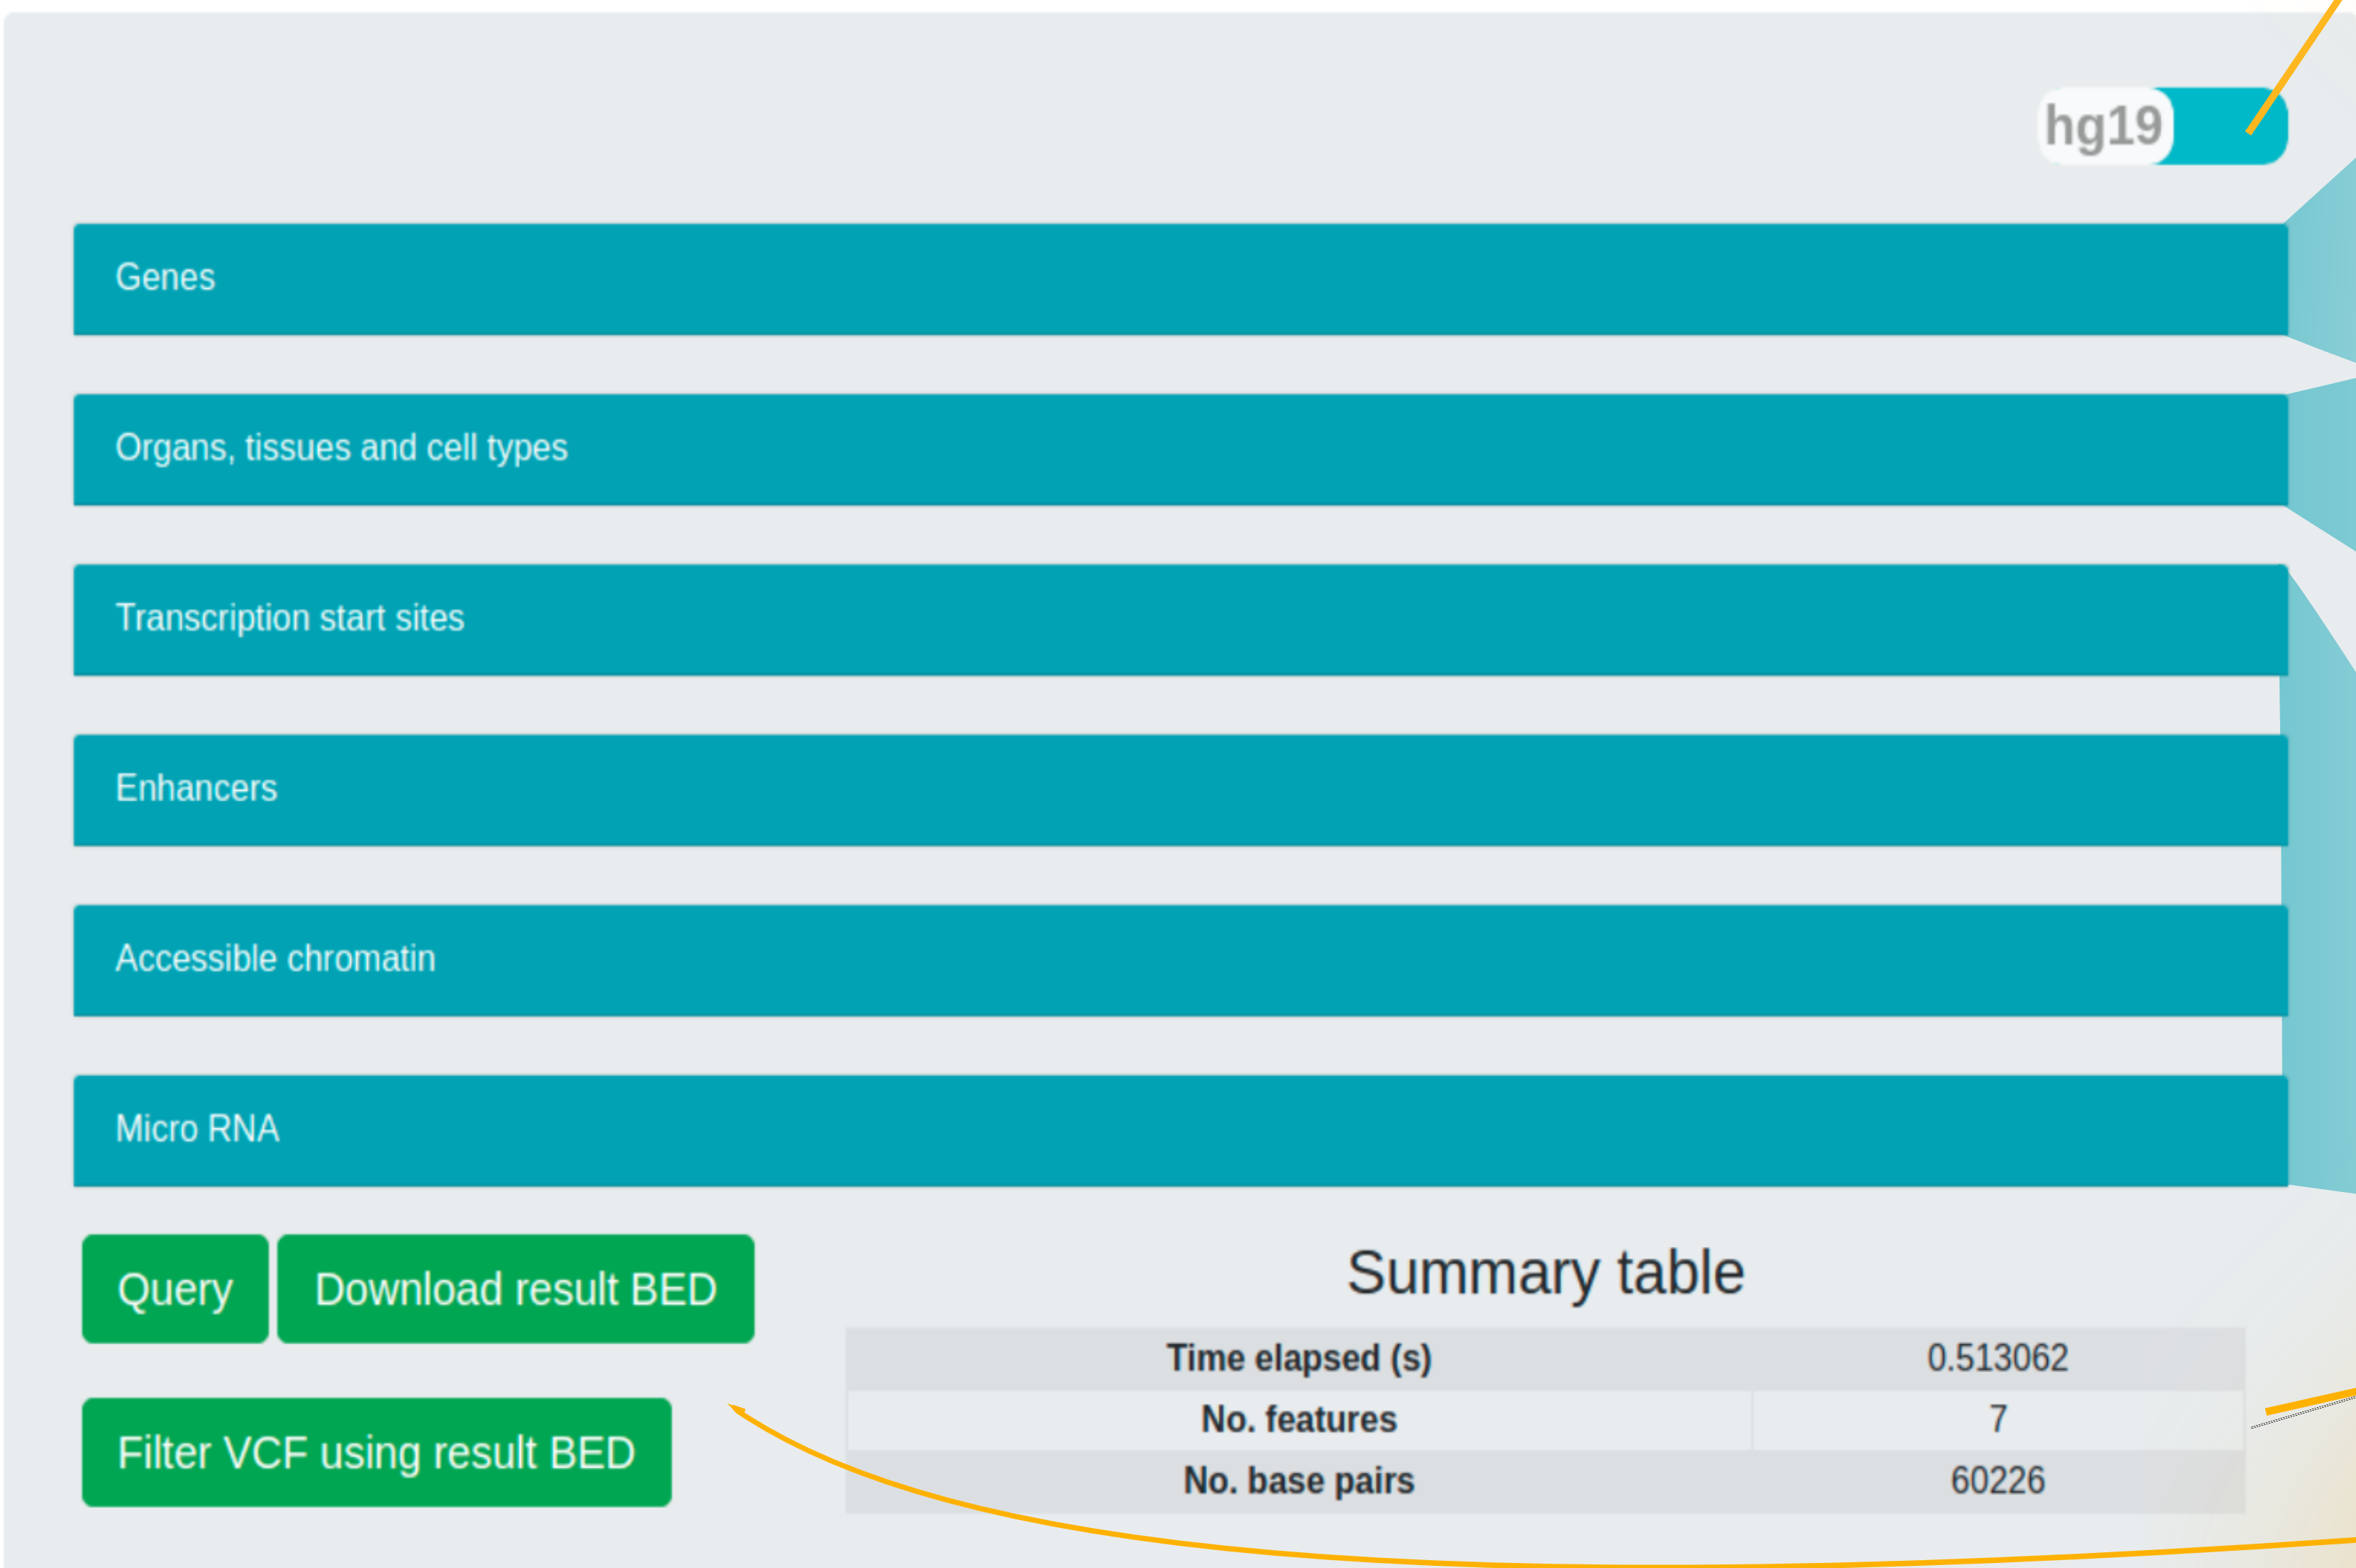 hg19
Genes
Organs, tissues and cell types
Transcription start sites
Enhancers
Accessible chromatin
Micro RNA
Query
Download result BED
Filter VCF using result BED
Summary table
Time elapsed (s) 0.513062
No. features 7
No. base pairs 60226